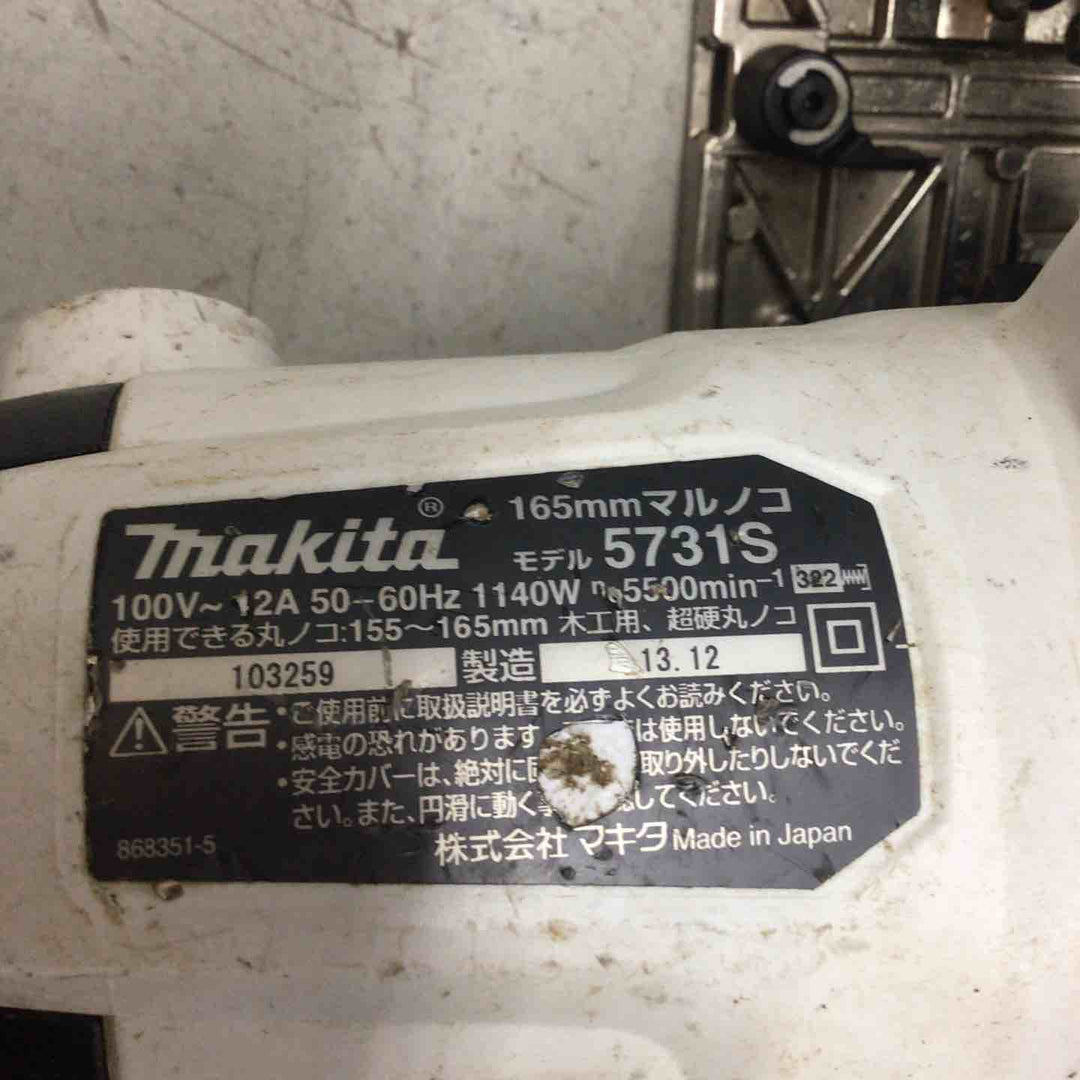 makita® 165mmマルノコ
モデル 5731S
100V~ 12A 50-60Hz 1140W n₀5500min⁻¹ 322
使用できる丸ノコ:155~165mm 木工用、超硬丸ノコ
103259 製造 13.12
警告 ・ご使用前に取扱説明書を必ずよくお読みください。
・感電の恐れがあります は使用しないでください。
・安全カバーは、絶対に 取り外したりしないでくだ
さい。また、円滑に動く してください。
868351-5 株式会社マキタ Made in Japan